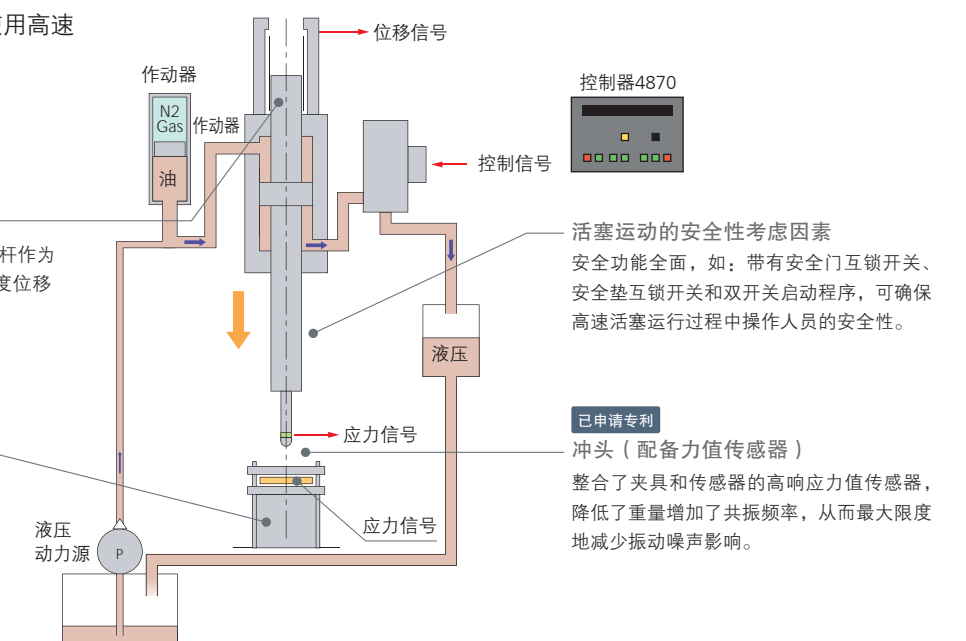 使用高速
位移信号
作动器
N2
Gas
作动器
油
控制器4870
控制信号
杆作为
度位移
活塞运动的安全性考虑因素
安全功能全面，如：带有安全门互锁开关、
安全垫互锁开关和双开关启动程序，可确保
高速活塞运行过程中操作人员的安全性。
液压
已申请专利
应力信号
冲头（配备力值传感器）
整合了夹具和传感器的高响应力值传感器，
降低了重量增加了共振频率，从而最大限度
地减少振动噪声影响。
应力信号
液压
动力源
P